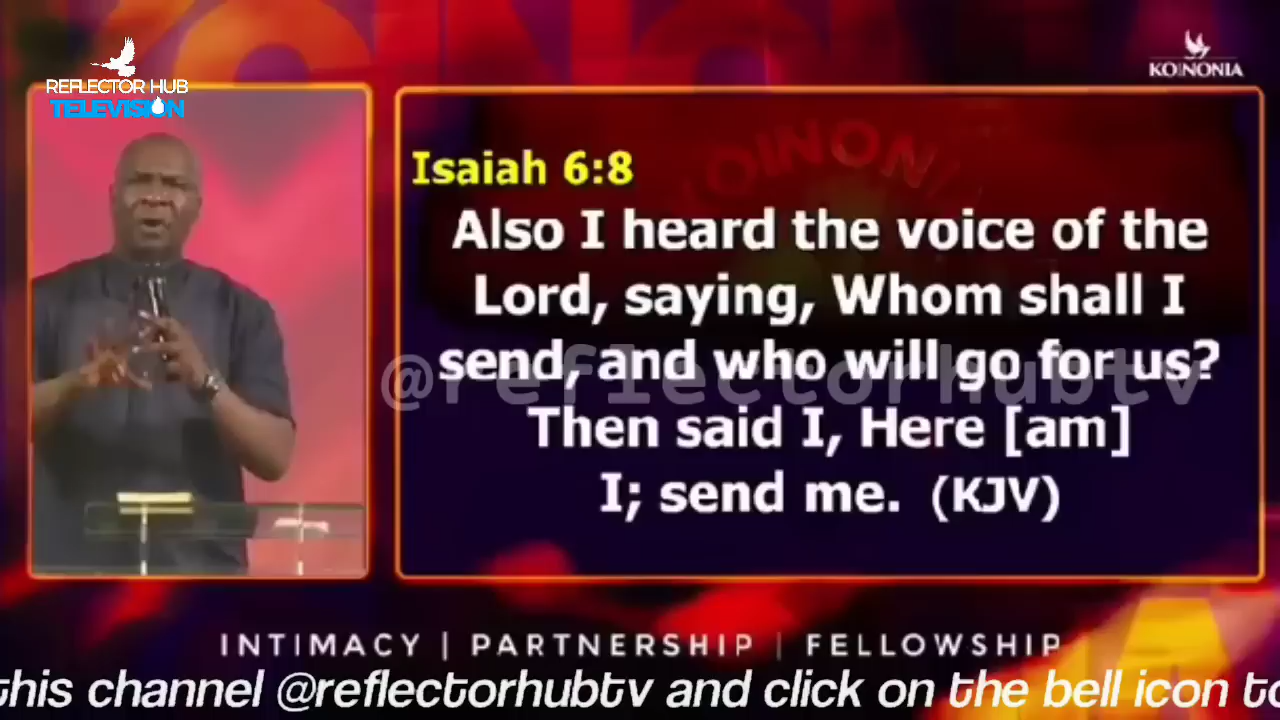 REFLECTOR HUB
TELEVISION
KOINONIA
KOINONIA
Isaiah 6:8
Also I heard the voice of the
Lord, saying, Whom shall I
send, and who will go for us?
Then said I, Here [am]
I; send me. (KJV)
@reflectorhubtv
INTIMACY | PARTNERSHIP | FELLOWSHIP
this channel @reflectorhubtv and click on the bell icon to